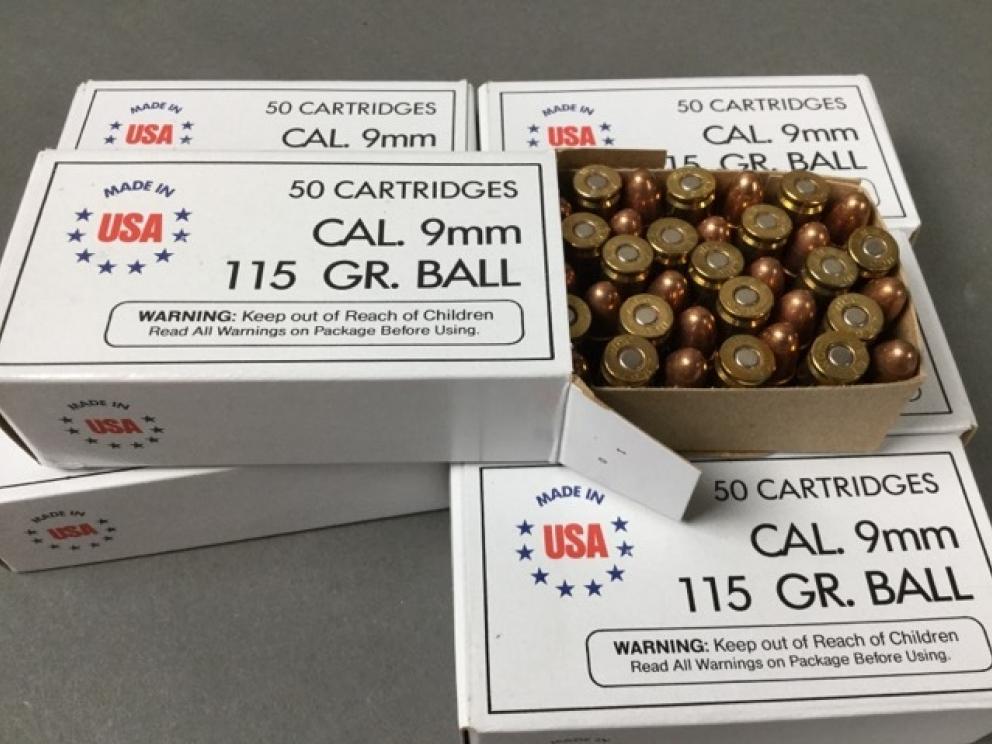 MADE IN
USA
50 CARTRIDGES
CAL. 9mm
MADE IN
USA
50 CARTRIDGES
CAL. 9mm
GR. BALL
MADE IN
USA
50 CARTRIDGES
CAL. 9mm
115 GR. BALL
WARNING: Keep out of Reach of Children
Read All Warnings on Package Before Using.
MADE IN
USA
MADE IN
USA
MADE IN
USA
50 CARTRIDGES
CAL. 9mm
115 GR. BALL
WARNING: Keep out of Reach of Children
Read All Warnings on Package Before Using.